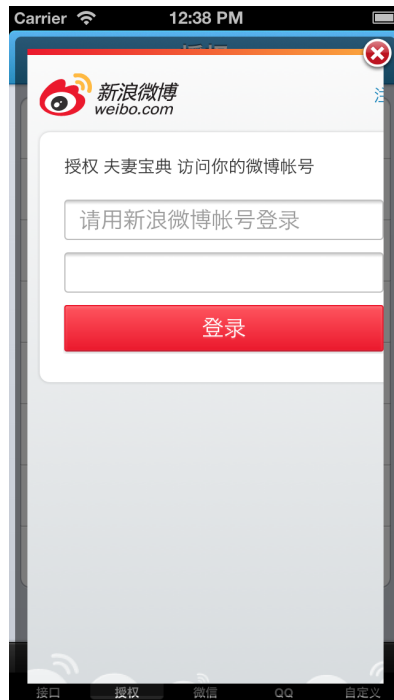 Carrier 12:38 PM
新浪微博
weibo.com
授权 夫妻宝典 访问你的微博帐号
请用新浪微博帐号登录
登录
接口 授权 微信 QQ 自定义